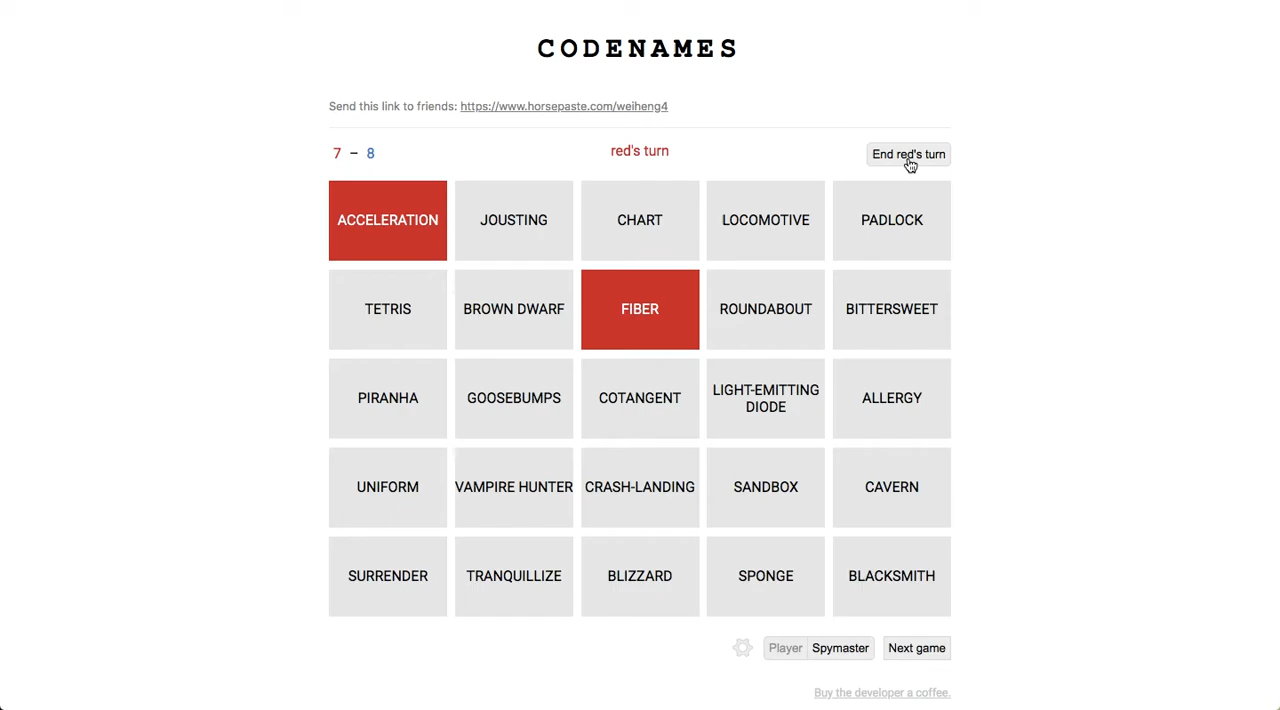 CODENAMES
Send this link to friends: https://www.horsepaste.com/weiheng4
7 – 8 red's turn End red's turn
ACCELERATION JOUSTING CHART LOCOMOTIVE PADLOCK
TETRIS BROWN DWARF FIBER ROUNDABOUT BITTERSWEET
PIRANHA GOOSEBUMPS COTANGENT LIGHT-EMITTING DIODE ALLERGY
UNIFORM VAMPIRE HUNTER CRASH-LANDING SANDBOX CAVERN
SURRENDER TRANQUILLIZE BLIZZARD SPONGE BLACKSMITH
Player Spymaster Next game
Buy the developer a coffee.